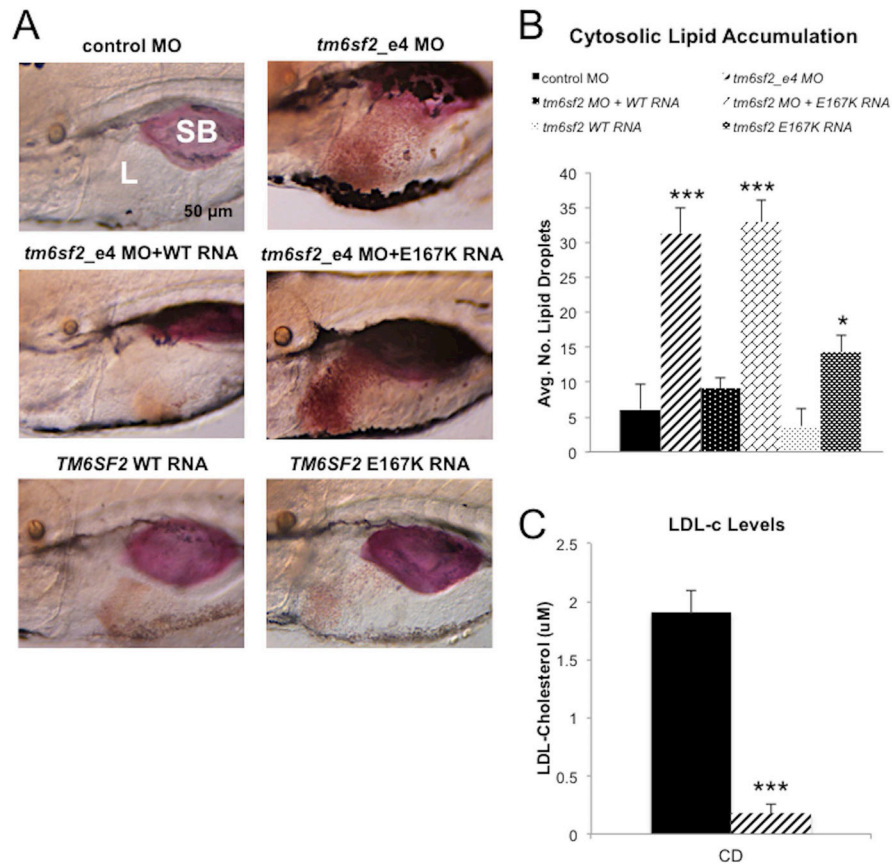 A
control MO
tm6sf2_e4 MO
SB
L
50 µm
tm6sf2_e4 MO+WT RNA
tm6sf2_e4 MO+E167K RNA
TM6SF2 WT RNA
TM6SF2 E167K RNA
B
Cytosolic Lipid Accumulation
control MO
tm6sf2_e4 MO
tm6sf2 MO + WT RNA
tm6sf2 MO + E167K RNA
tm6sf2 WT RNA
tm6sf2 E167K RNA
Avg. No. Lipid Droplets
40
35
30
25
20
15
10
5
0
***
***
*
C
LDL-c Levels
LDL-Cholesterol (uM)
2.5
2
1.5
1
0.5
0
***
CD